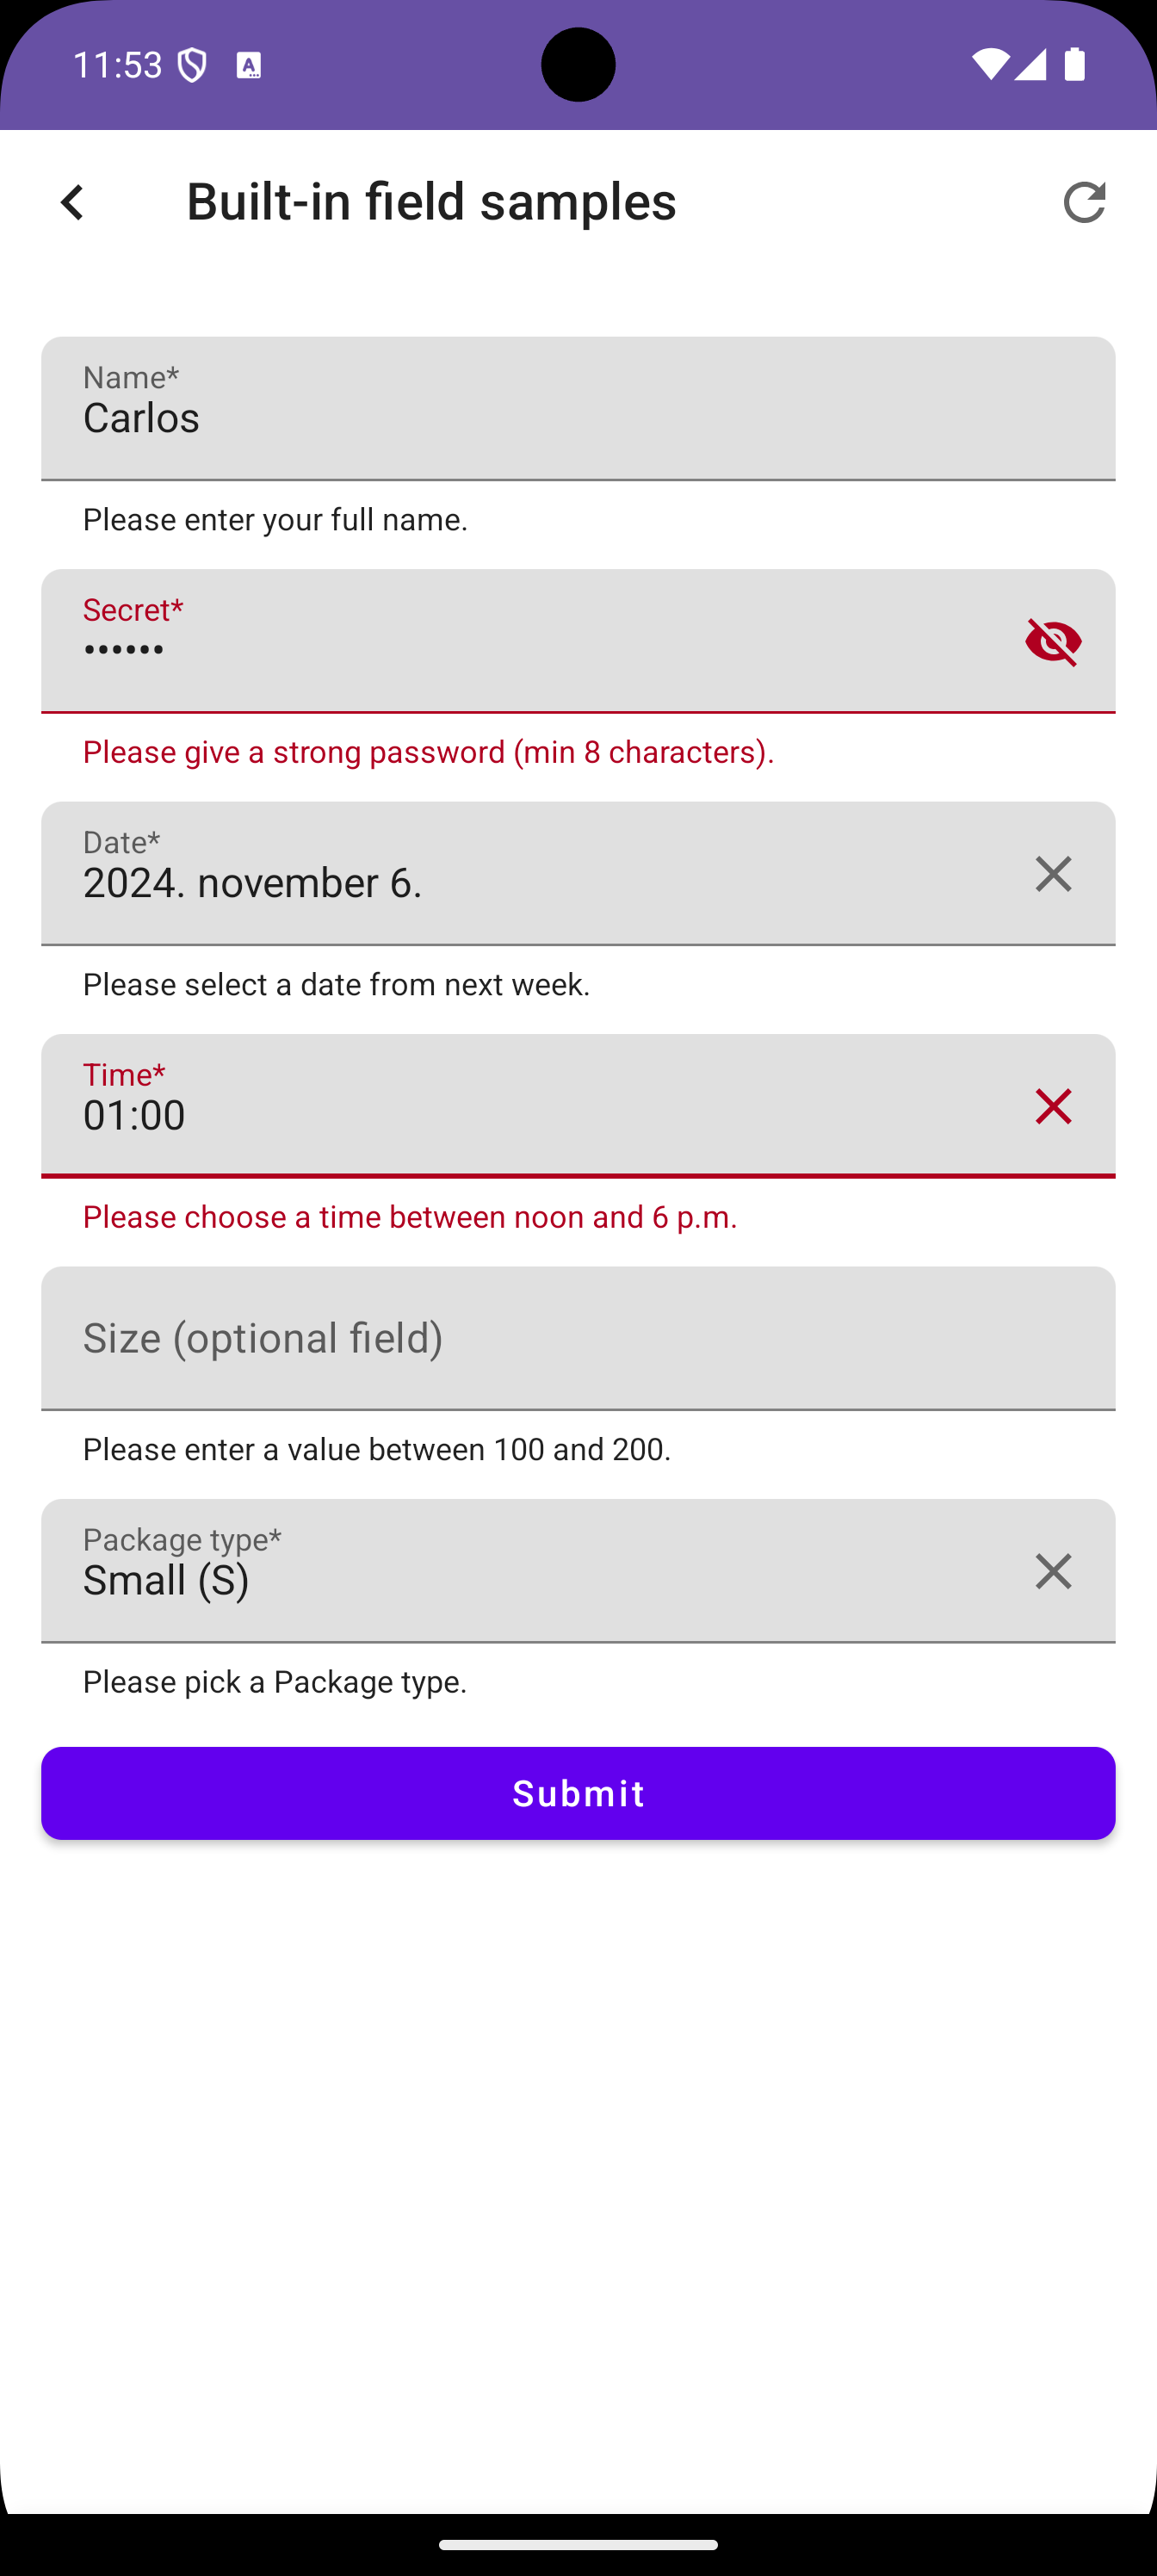 11:53
Built-in field samples
Name*
Carlos
Please enter your full name.
Secret*
••••••
Please give a strong password (min 8 characters).
Date*
2024. november 6.
Please select a date from next week.
Time*
01:00
Please choose a time between noon and 6 p.m.
Size (optional field)
Please enter a value between 100 and 200.
Package type*
Small (S)
Please pick a Package type.
Submit